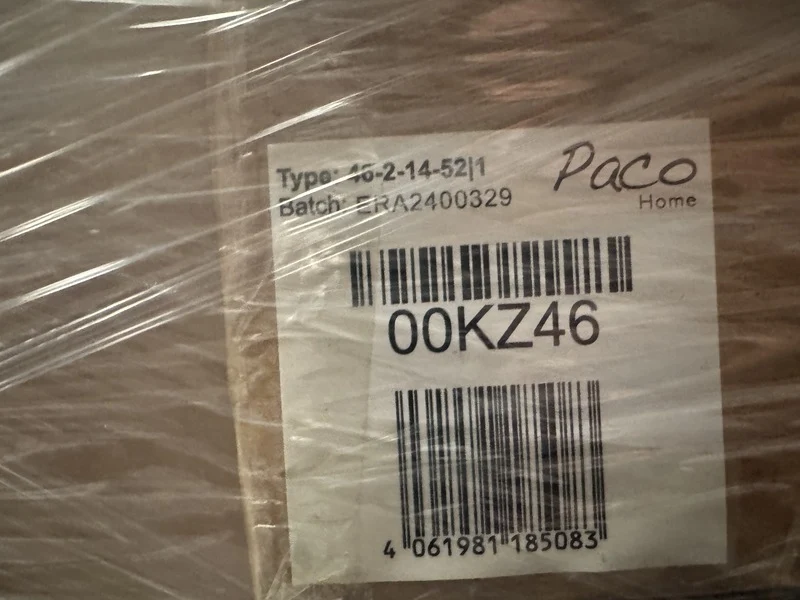 Type: 46-2-14-52|1
Paco
Batch: ERA2400329
Home
00KZ46
4 061981 185083